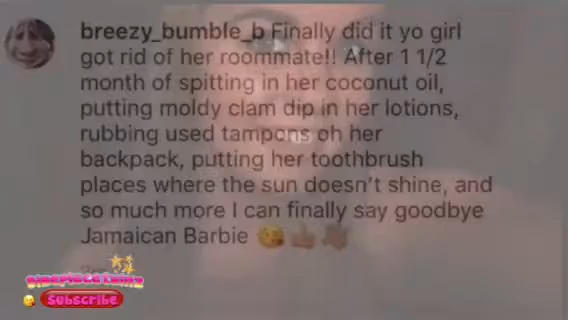 breezy_bumble_b Finally did it yo girl
got rid of her roommate!! After 1 1/2
month of spitting in her coconut oil,
putting moldy clam dip in her lotions,
rubbing used tampons oh her
backpack, putting her toothbrush
places where the sun doesn't shine, and
so much more I can finally say goodbye
Jamaican Barbie 😘👍🏾👋🏾
Subscribe